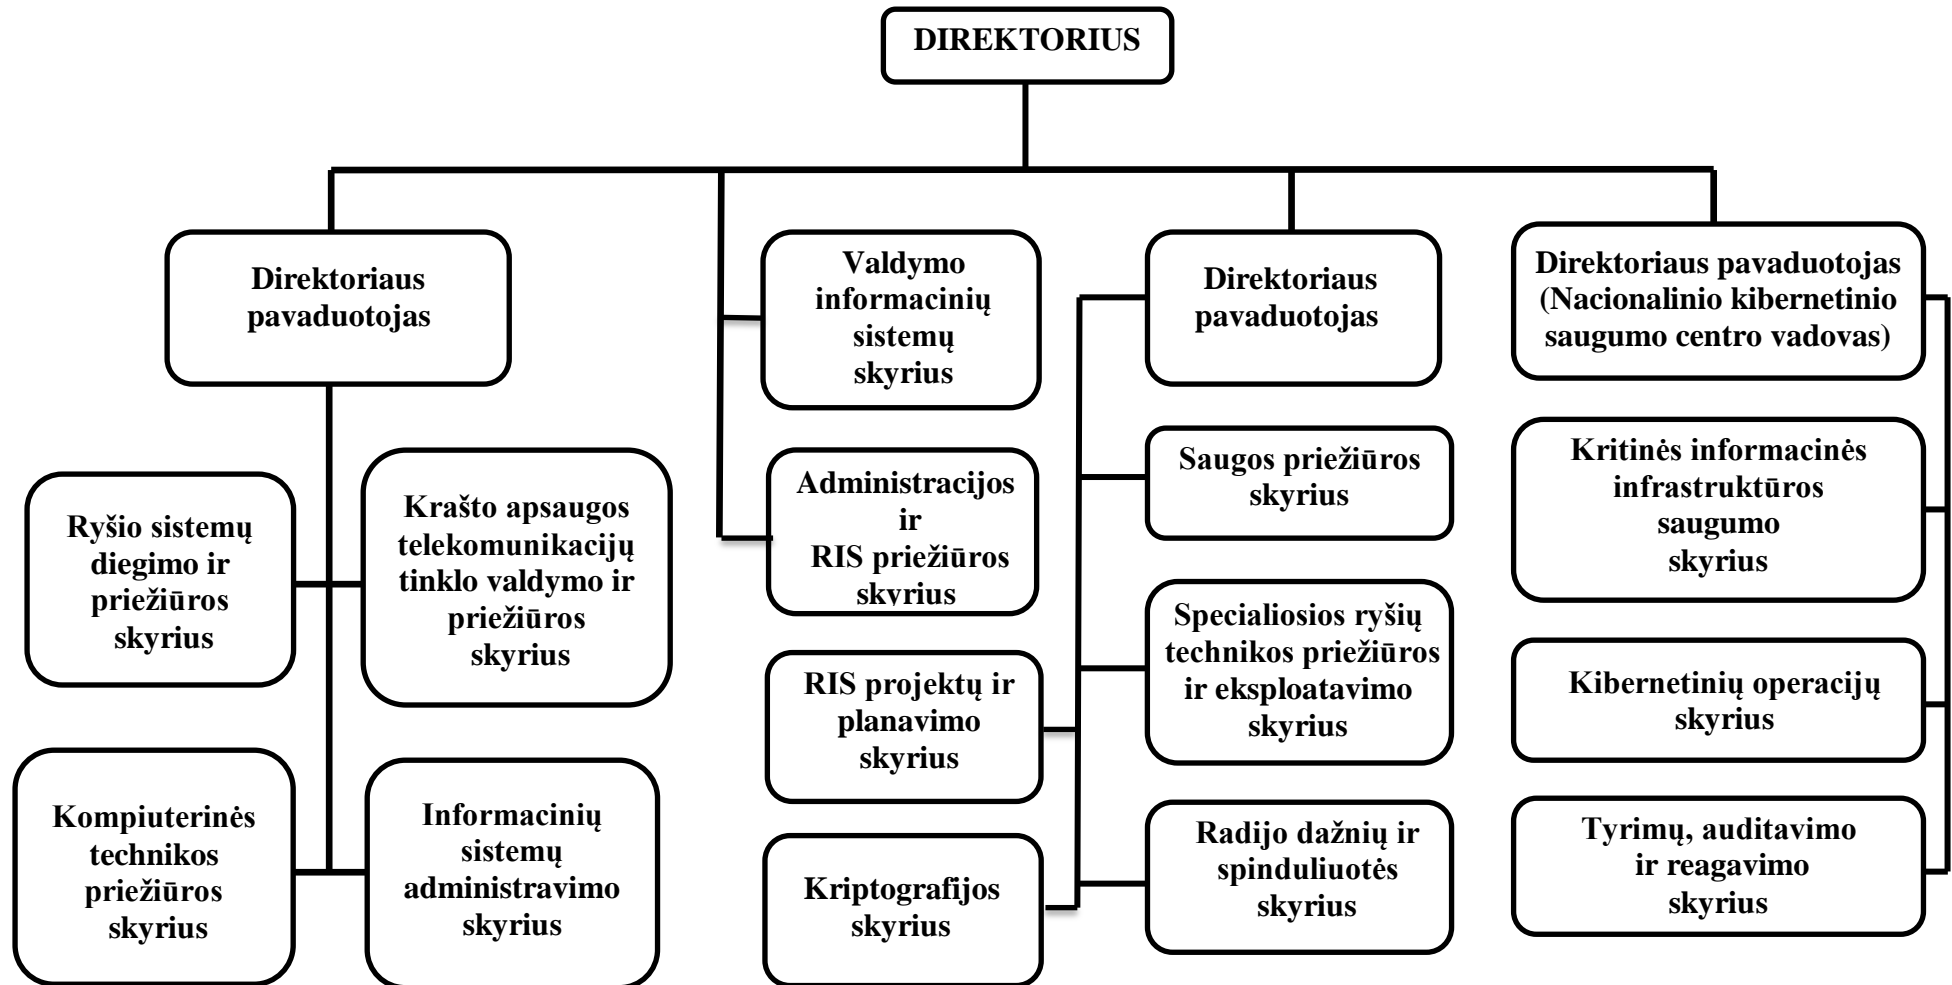 DIREKTORIUS
Direktoriaus
pavaduotojas
Valdymo
informacinių
sistemų
skyrius
Direktoriaus
pavaduotojas
Direktoriaus pavaduotojas
(Nacionalinio kibernetinio
saugumo centro vadovas)
Ryšio sistemų
diegimo ir
priežiūros
skyrius
Krašto apsaugos
telekomunikacijų
tinklo valdymo ir
priežiūros
skyrius
Administracijos
ir
RIS priežiūros
skyrius
Saugos priežiūros
skyrius
Kritinės informacinės
infrastruktūros
saugumo
skyrius
RIS projektų ir
planavimo
skyrius
Specialiosios ryšių
technikos priežiūros
ir eksploatavimo
skyrius
Kibernetinių operacijų
skyrius
Kompiuterinės
technikos
priežiūros
skyrius
Informacinių
sistemų
administravimo
skyrius
Kriptografijos
skyrius
Radijo dažnių ir
spinduliuotės
skyrius
Tyrimų, auditavimo
ir reagavimo
skyrius